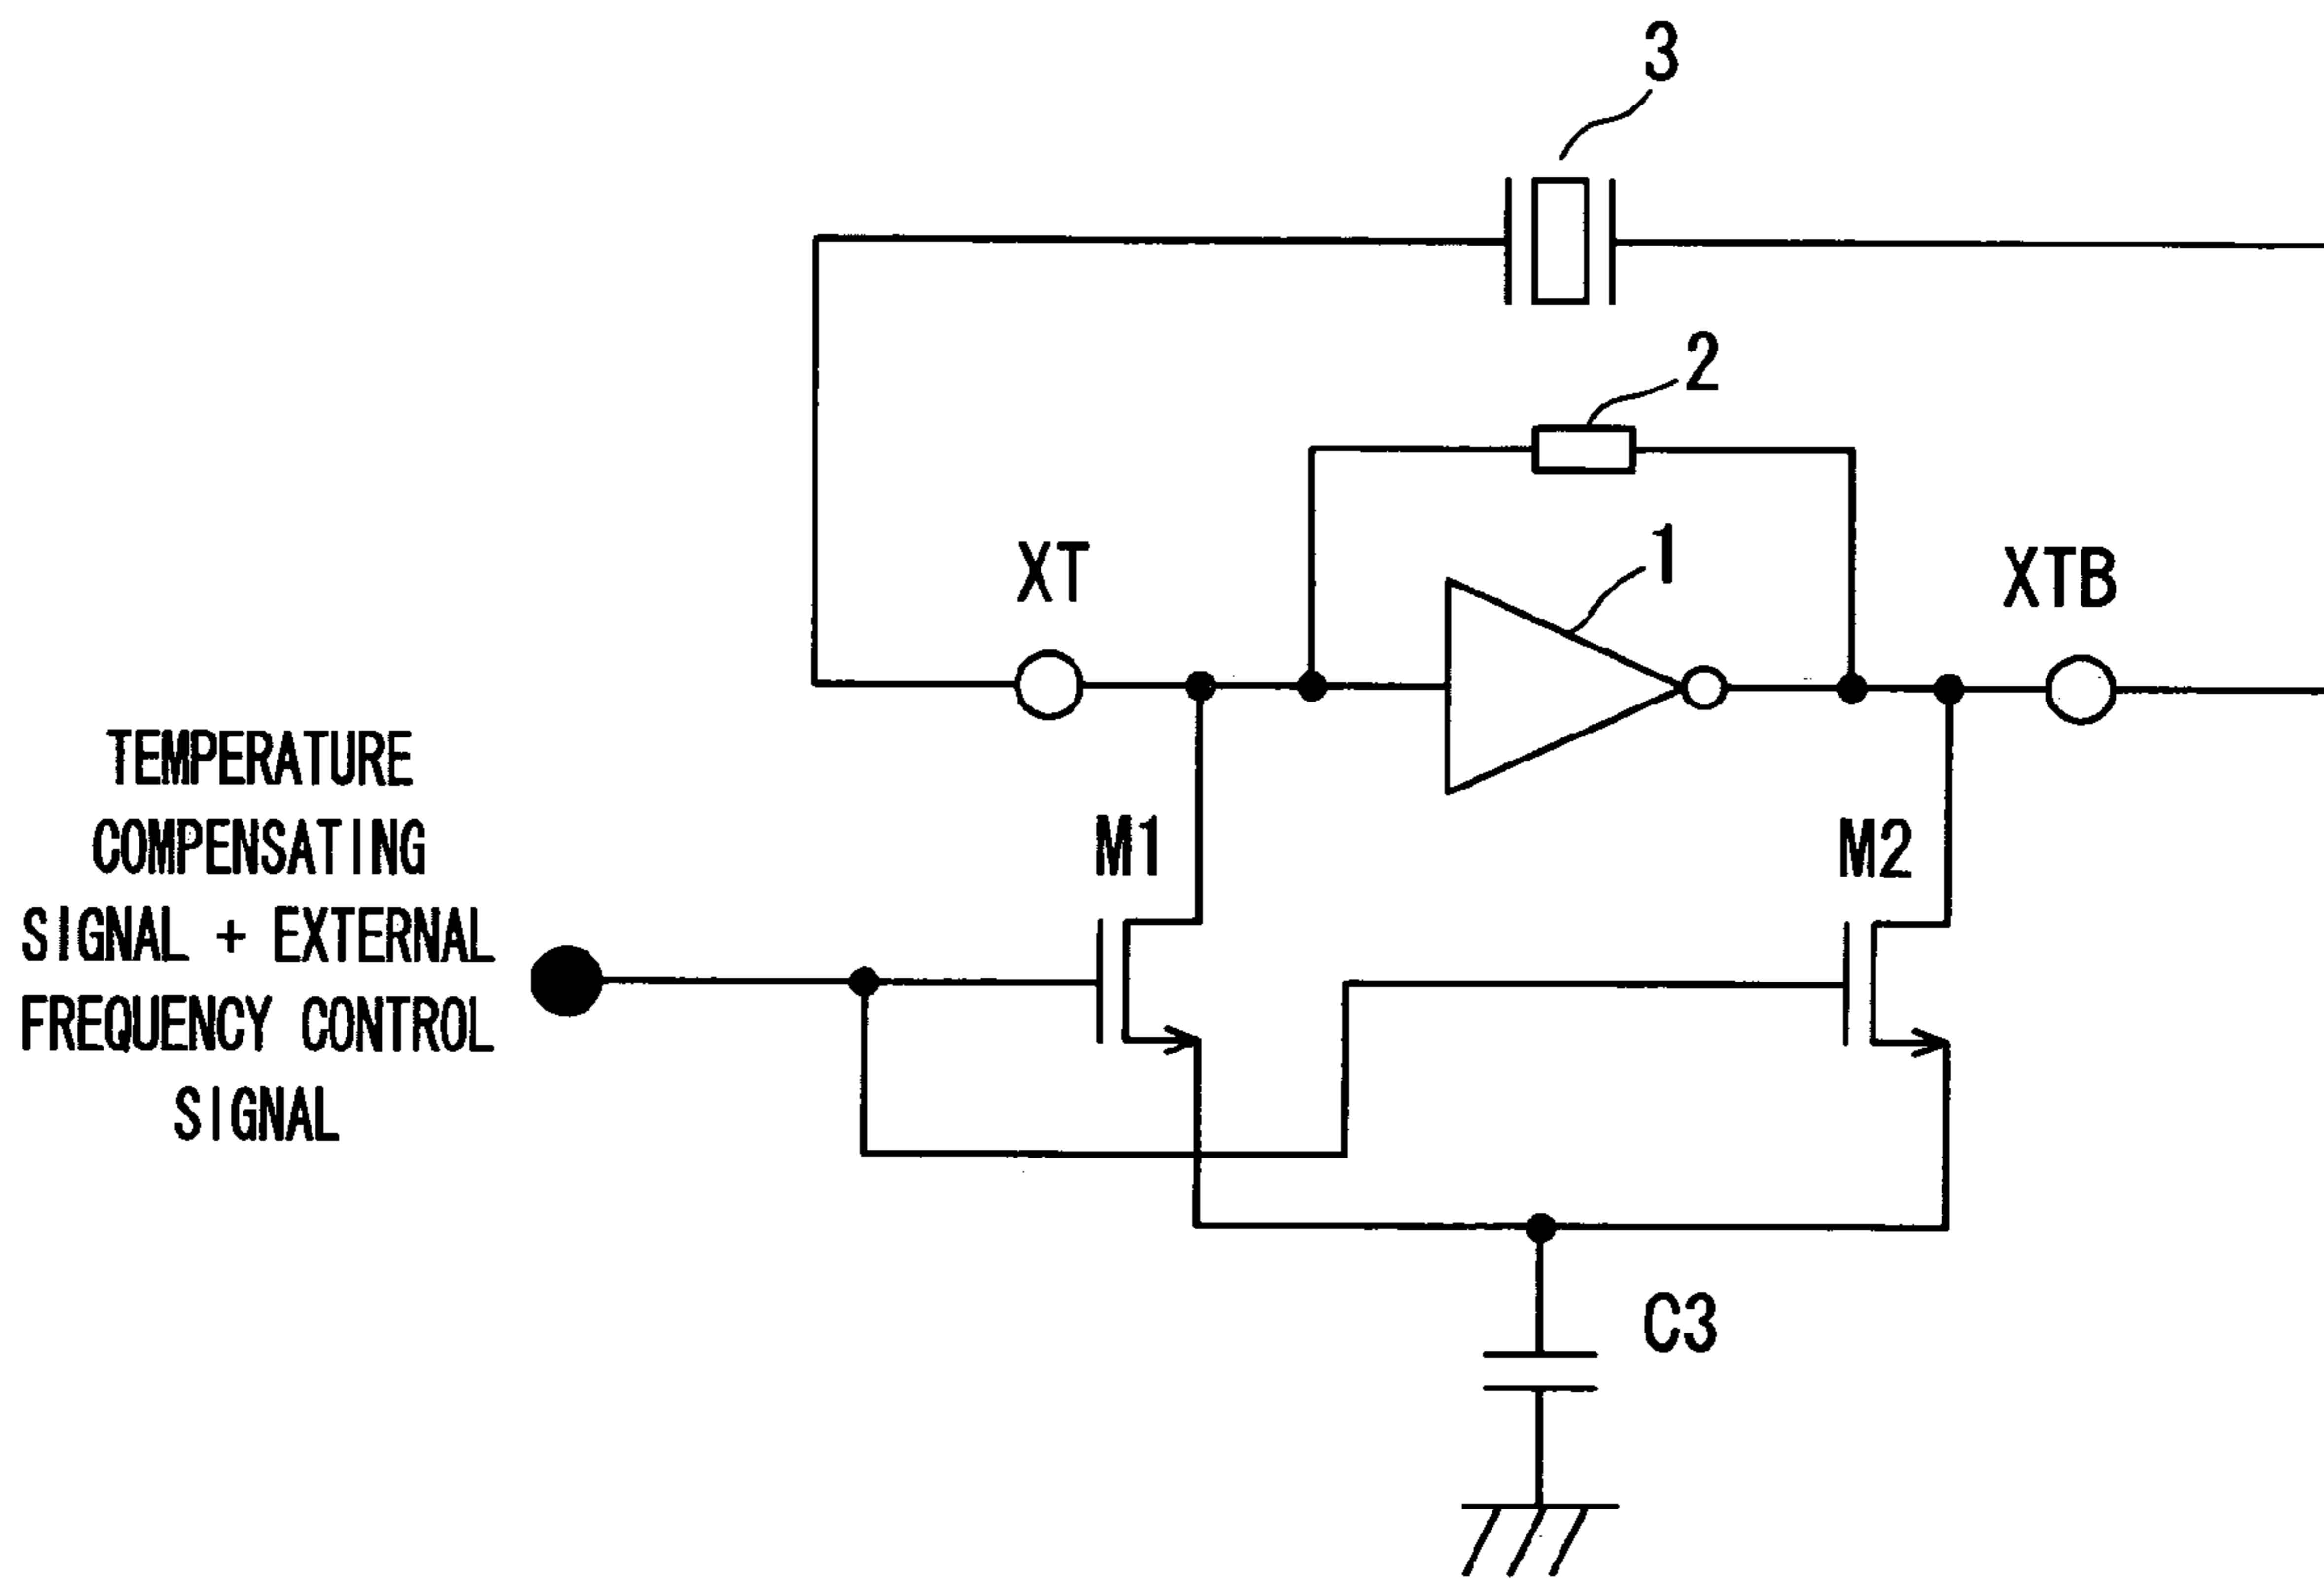 3
2
1
XT
XTB
TEMPERATURE
COMPENSATING
SIGNAL + EXTERNAL
FREQUENCY CONTROL
SIGNAL
M1
M2
C3